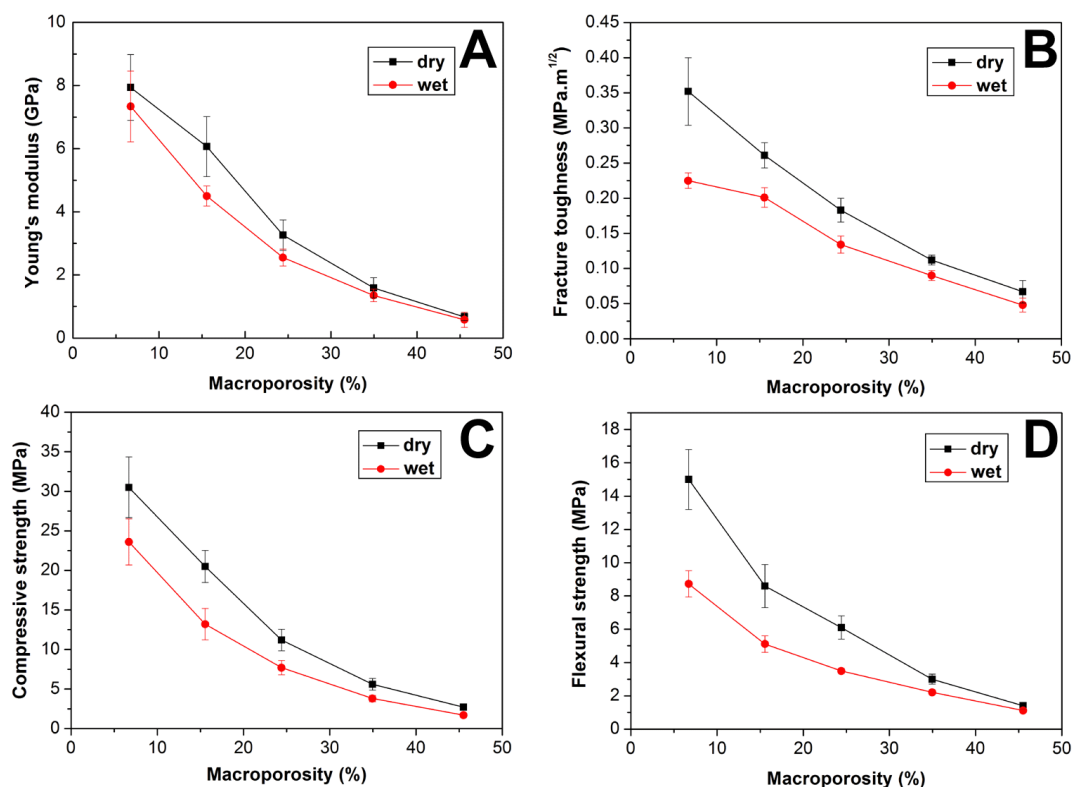 A
dry
wet
10
8
6
4
2
0
Young's modulus (GPa)
0 10 20 30 40 50
Macroporosity (%)
B
dry
wet
0.45
0.40
0.35
0.30
0.25
0.20
0.15
0.10
0.05
0.00
Fracture toughness (MPa.m1/2)
0 10 20 30 40 50
Macroporosity (%)
C
dry
wet
40
35
30
25
20
15
10
5
0
Compressive strength (MPa)
0 10 20 30 40 50
Macroporosity (%)
D
dry
wet
18
16
14
12
10
8
6
4
2
0
Flexural strength (MPa)
0 10 20 30 40 50
Macroporosity (%)